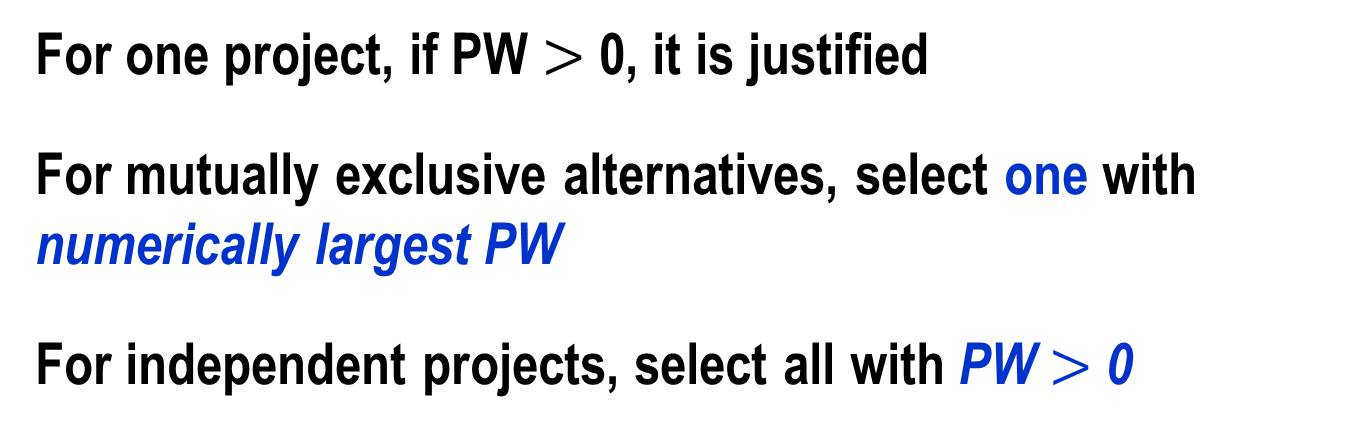 For one project, if PW > 0, it is justified
For mutually exclusive alternatives, select one with
numerically largest PW
For independent projects, select all with PW > 0